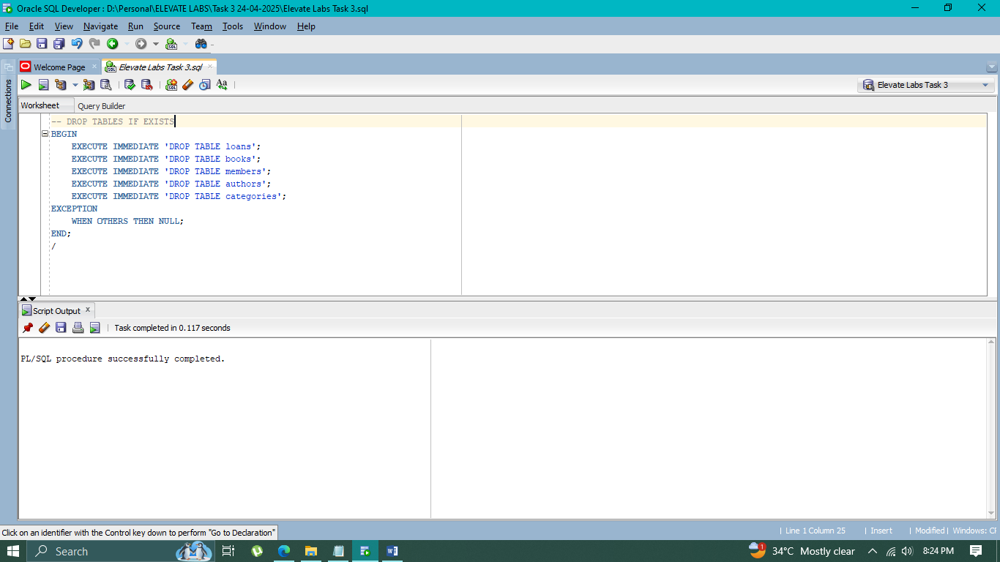 Oracle SQL Developer : D:\Personal\ELEVATE LABS\Task 3 24-04-2025\Elevate Labs Task 3.sql
File Edit View Navigate Run Source Team Tools Window Help
Connections
Welcome Page
Elevate Labs Task 3.sql
Elevate Labs Task 3
Worksheet Query Builder
-- DROP TABLES IF EXISTS
BEGIN
    EXECUTE IMMEDIATE 'DROP TABLE loans';
    EXECUTE IMMEDIATE 'DROP TABLE books';
    EXECUTE IMMEDIATE 'DROP TABLE members';
    EXECUTE IMMEDIATE 'DROP TABLE authors';
    EXECUTE IMMEDIATE 'DROP TABLE categories';
EXCEPTION
    WHEN OTHERS THEN NULL;
END;
/
Script Output
Task completed in 0.117 seconds
PL/SQL procedure successfully completed.
Click on an identifier with the Control key down to perform "Go to Declaration"
Line 1 Column 25 | Insert | Modified | Windows: CF
Search
1 34°C Mostly clear 8:24 PM